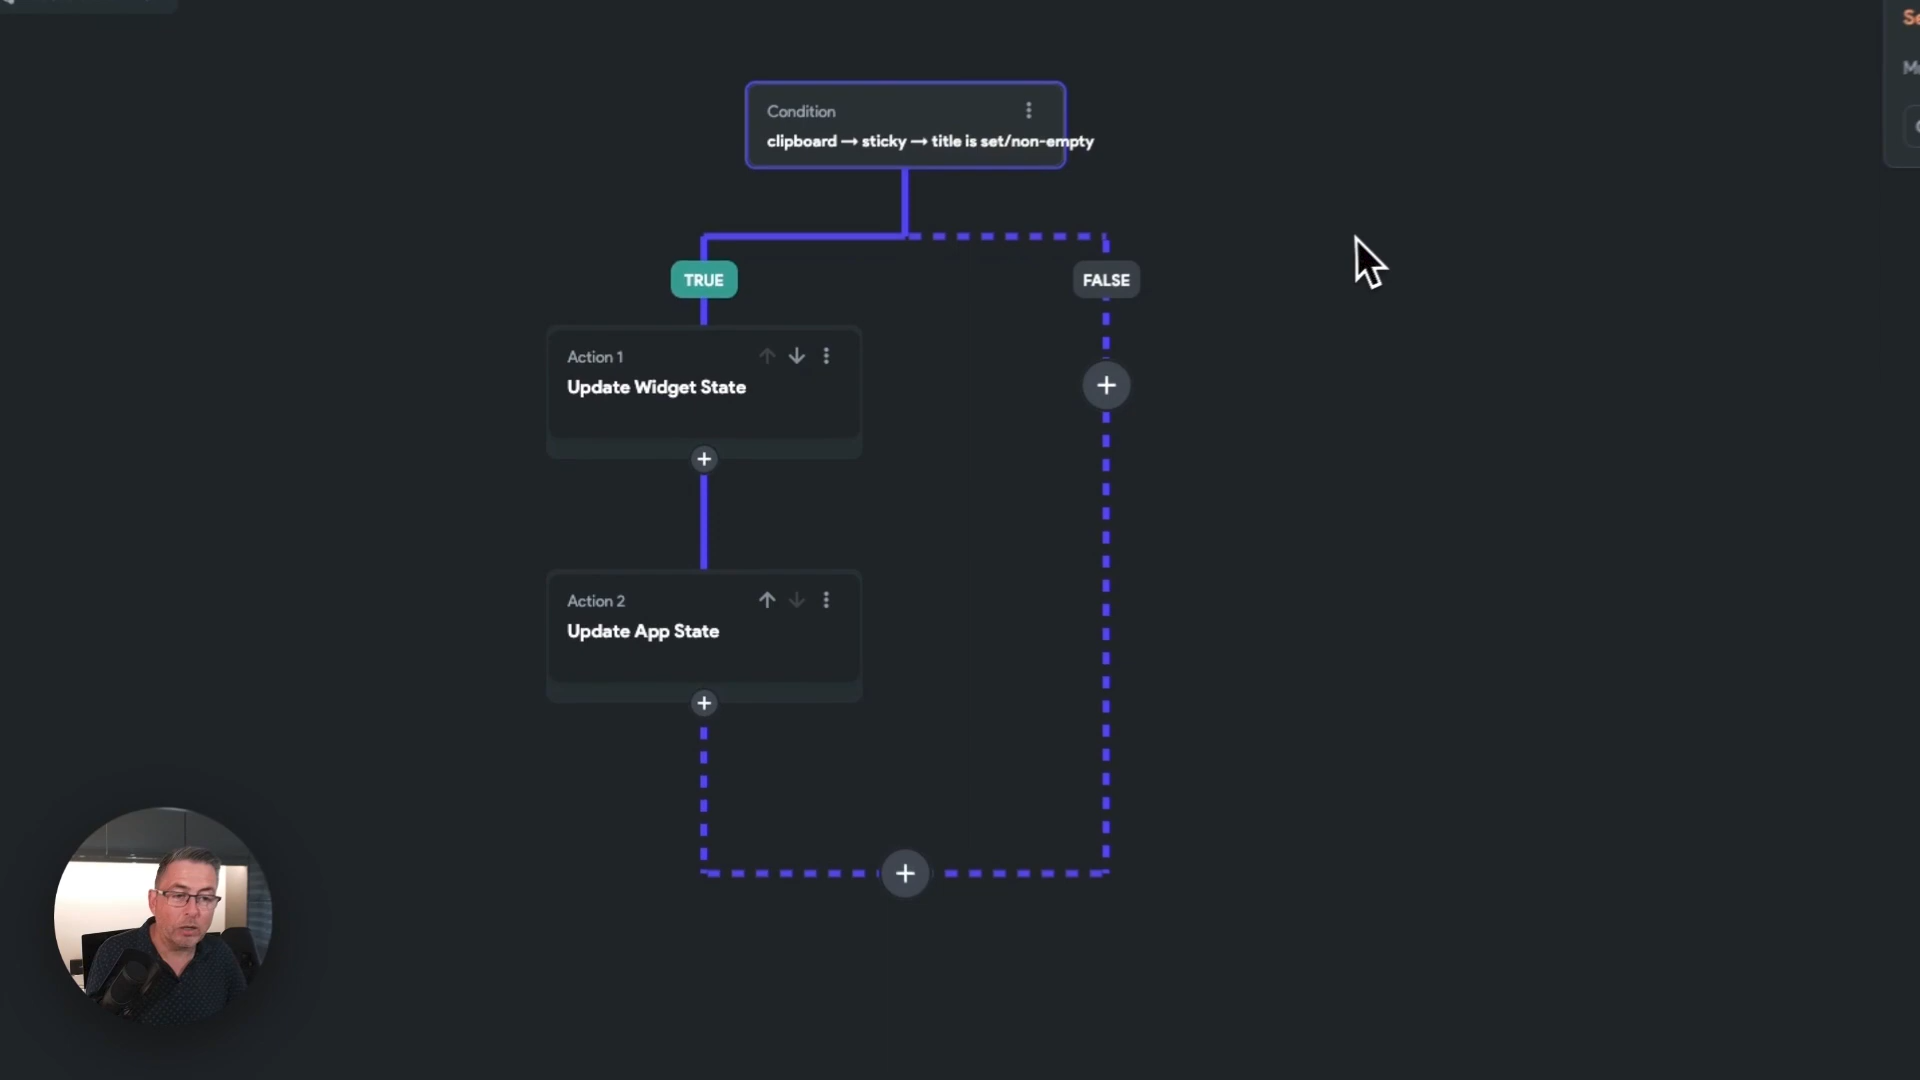 Condition
clipboard → sticky → title is set/non-empty
TRUE
FALSE
Action 1
Update Widget State
Action 2
Update App State